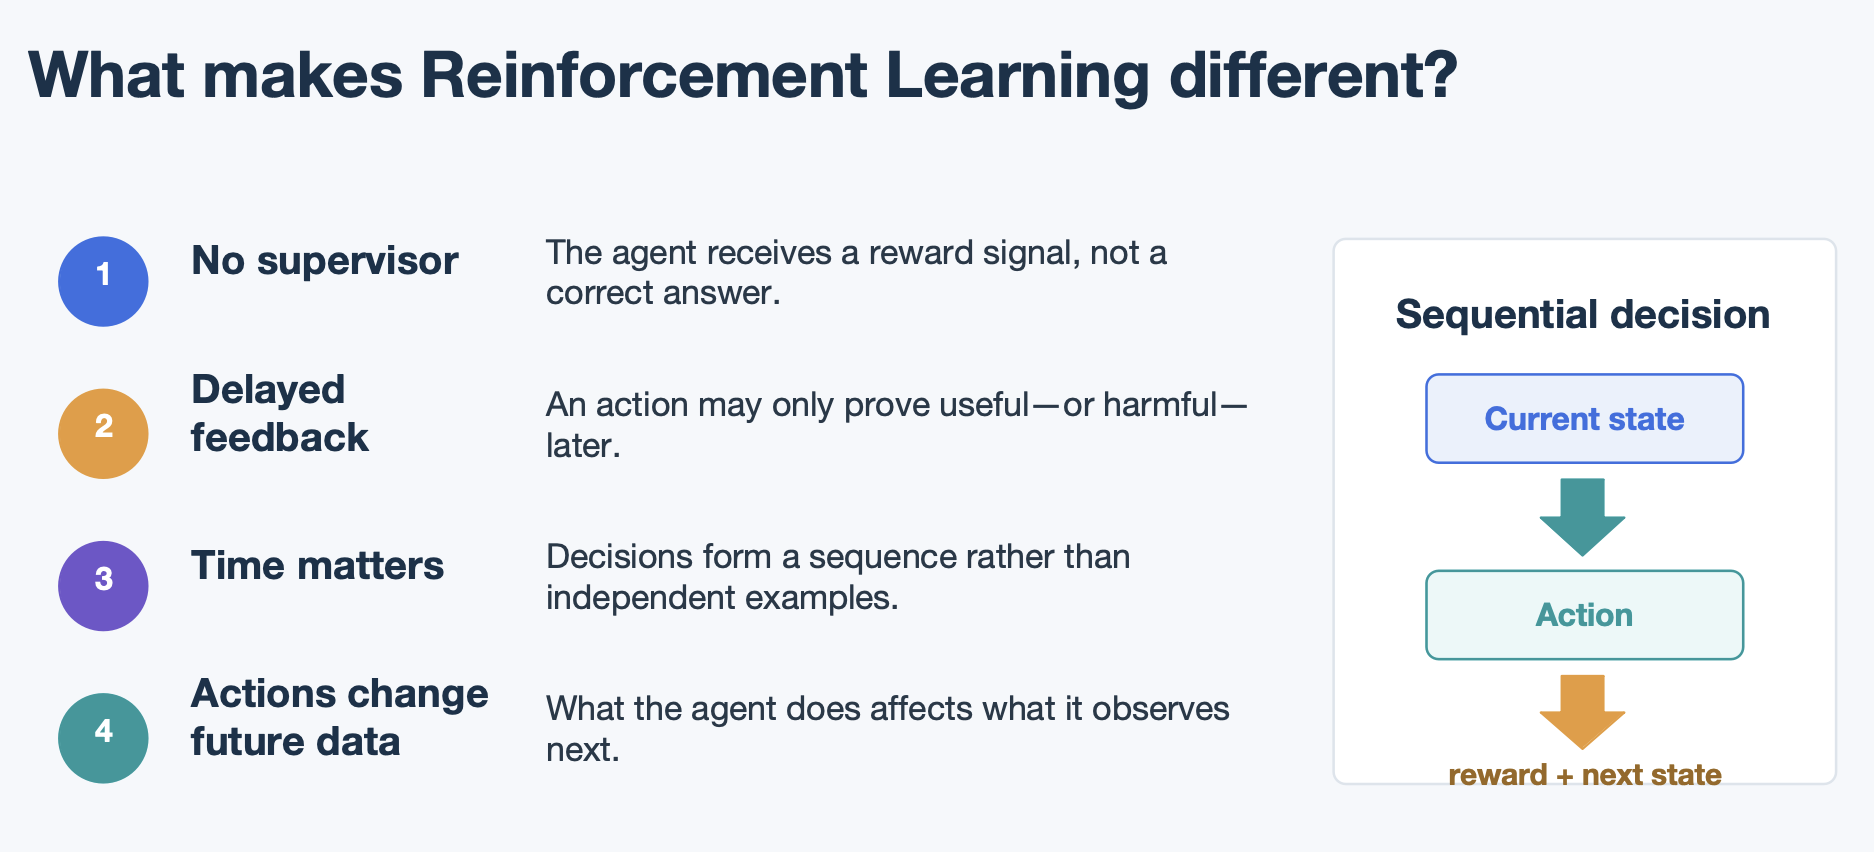 What makes Reinforcement Learning different?
1
No supervisor
The agent receives a reward signal, not a
correct answer.
2
Delayed
feedback
An action may only prove useful—or harmful—
later.
3
Time matters
Decisions form a sequence rather than
independent examples.
4
Actions change
future data
What the agent does affects what it observes
next.
Sequential decision
Current state
Action
reward + next state